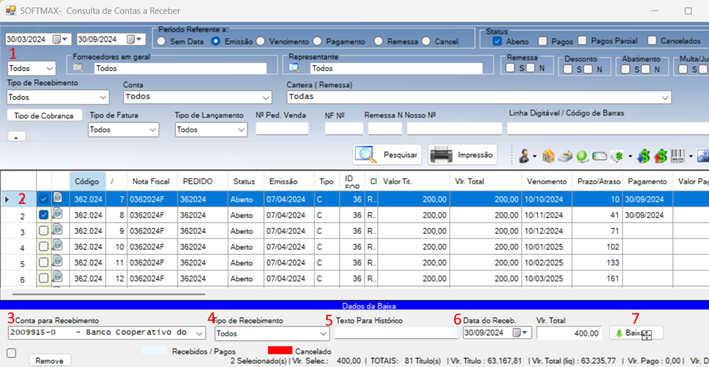 SOFTMAX- Consulta de Contas a Receber
30/03/2024 30/09/2024 Período Referente a: Sem Data Emissão Vencimento Pagamento Remessa Cancel. Status Aberto Pagos Pagos Parcial Cancelados
1
Todos Fornecedores em geral Todos Representante Todos Remessa S N Desconto S N Abatimento S N Multa/Ju S
Tipo de Recebimento Conta Carteira ( Remessa)
Todos Todos Todas
Tipo de Cobrança Tipo de Fatura Tipo de Lançamento Nº Ped. Venda NF Nº Remessa N Nosso Nº Linha Digitável / Código de Barras
Todos Todos
Pesquisar Impressão
Código / Nota Fiscal PEDIDO Status Emissão Tipo ID FOR Cl Valor Tit. Vlr. Total Vencimento Prazo/Atraso Pagamento Valor Pag
2 362.024 7 0362024F 362024 Aberto 07/04/2024 C 36 R.. 200,00 200,00 10/10/2024 10 30/09/2024
2 362.024 8 0362024F 362024 Aberto 07/04/2024 C 36 R.. 200,00 200,00 10/11/2024 41 30/09/2024
3 362.024 9 0362024F 362024 Aberto 07/04/2024 C 36 R.. 200,00 200,00 10/12/2024 71
4 362.024 10 0362024F 362024 Aberto 07/04/2024 C 36 R.. 200,00 200,00 10/01/2025 102
5 362.024 11 0362024F 362024 Aberto 07/04/2024 C 36 R.. 200,00 200,00 10/02/2025 133
6 362.024 12 0362024F 362024 Aberto 07/04/2024 C 36 R.. 200,00 200,00 10/03/2025 161
Dados da Baixa
3 Conta para Recebimento 4 Tipo de Recebimento 5 Texto Para Histórico 6 Data do Receb. Vlr. Total 7
2009915-0 - Banco Cooperativo do Todos 30/09/2024 400,00 Baixa
Recebidos / Pagos Cancelado
Remove 2 Selecionado(s) | Vlr. Selec.: 400,00 | TOTAIS: 81 Título(s) | Vlr. Título : 63.167,81 Vlr. Total (liq) : 63.235,77 | Vlr. Pago : 0,00 | D